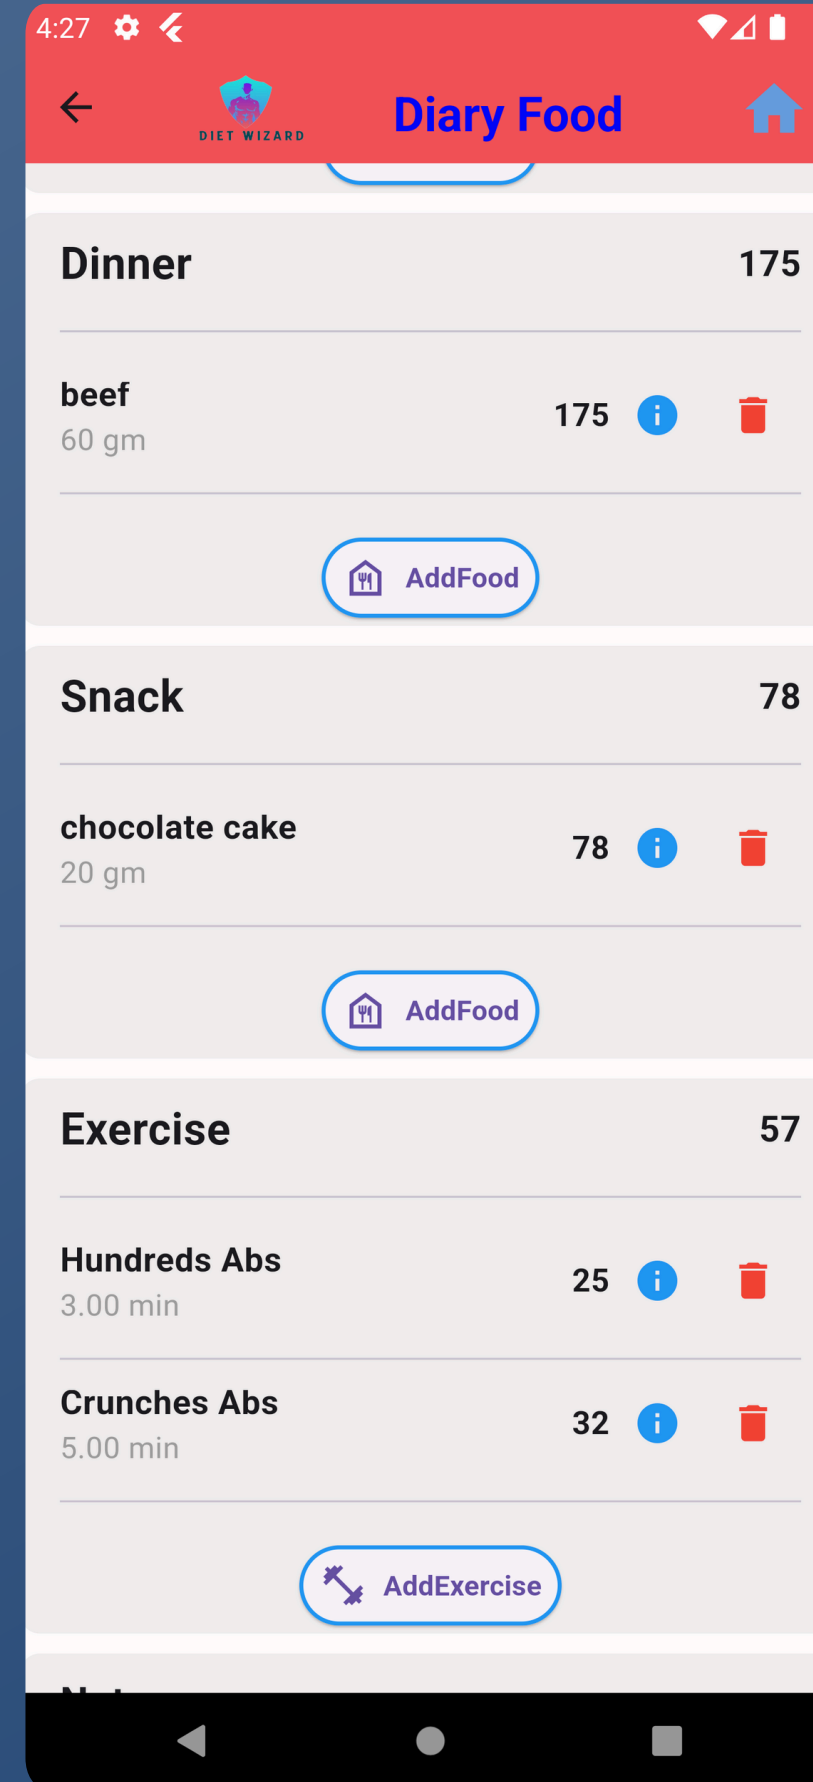 4:27
DIET WIZARD
Diary Food
Dinner 175
beef
60 gm
175
AddFood
Snack 78
chocolate cake
20 gm
78
AddFood
Exercise 57
Hundreds Abs
3.00 min
25
Crunches Abs
5.00 min
32
AddExercise